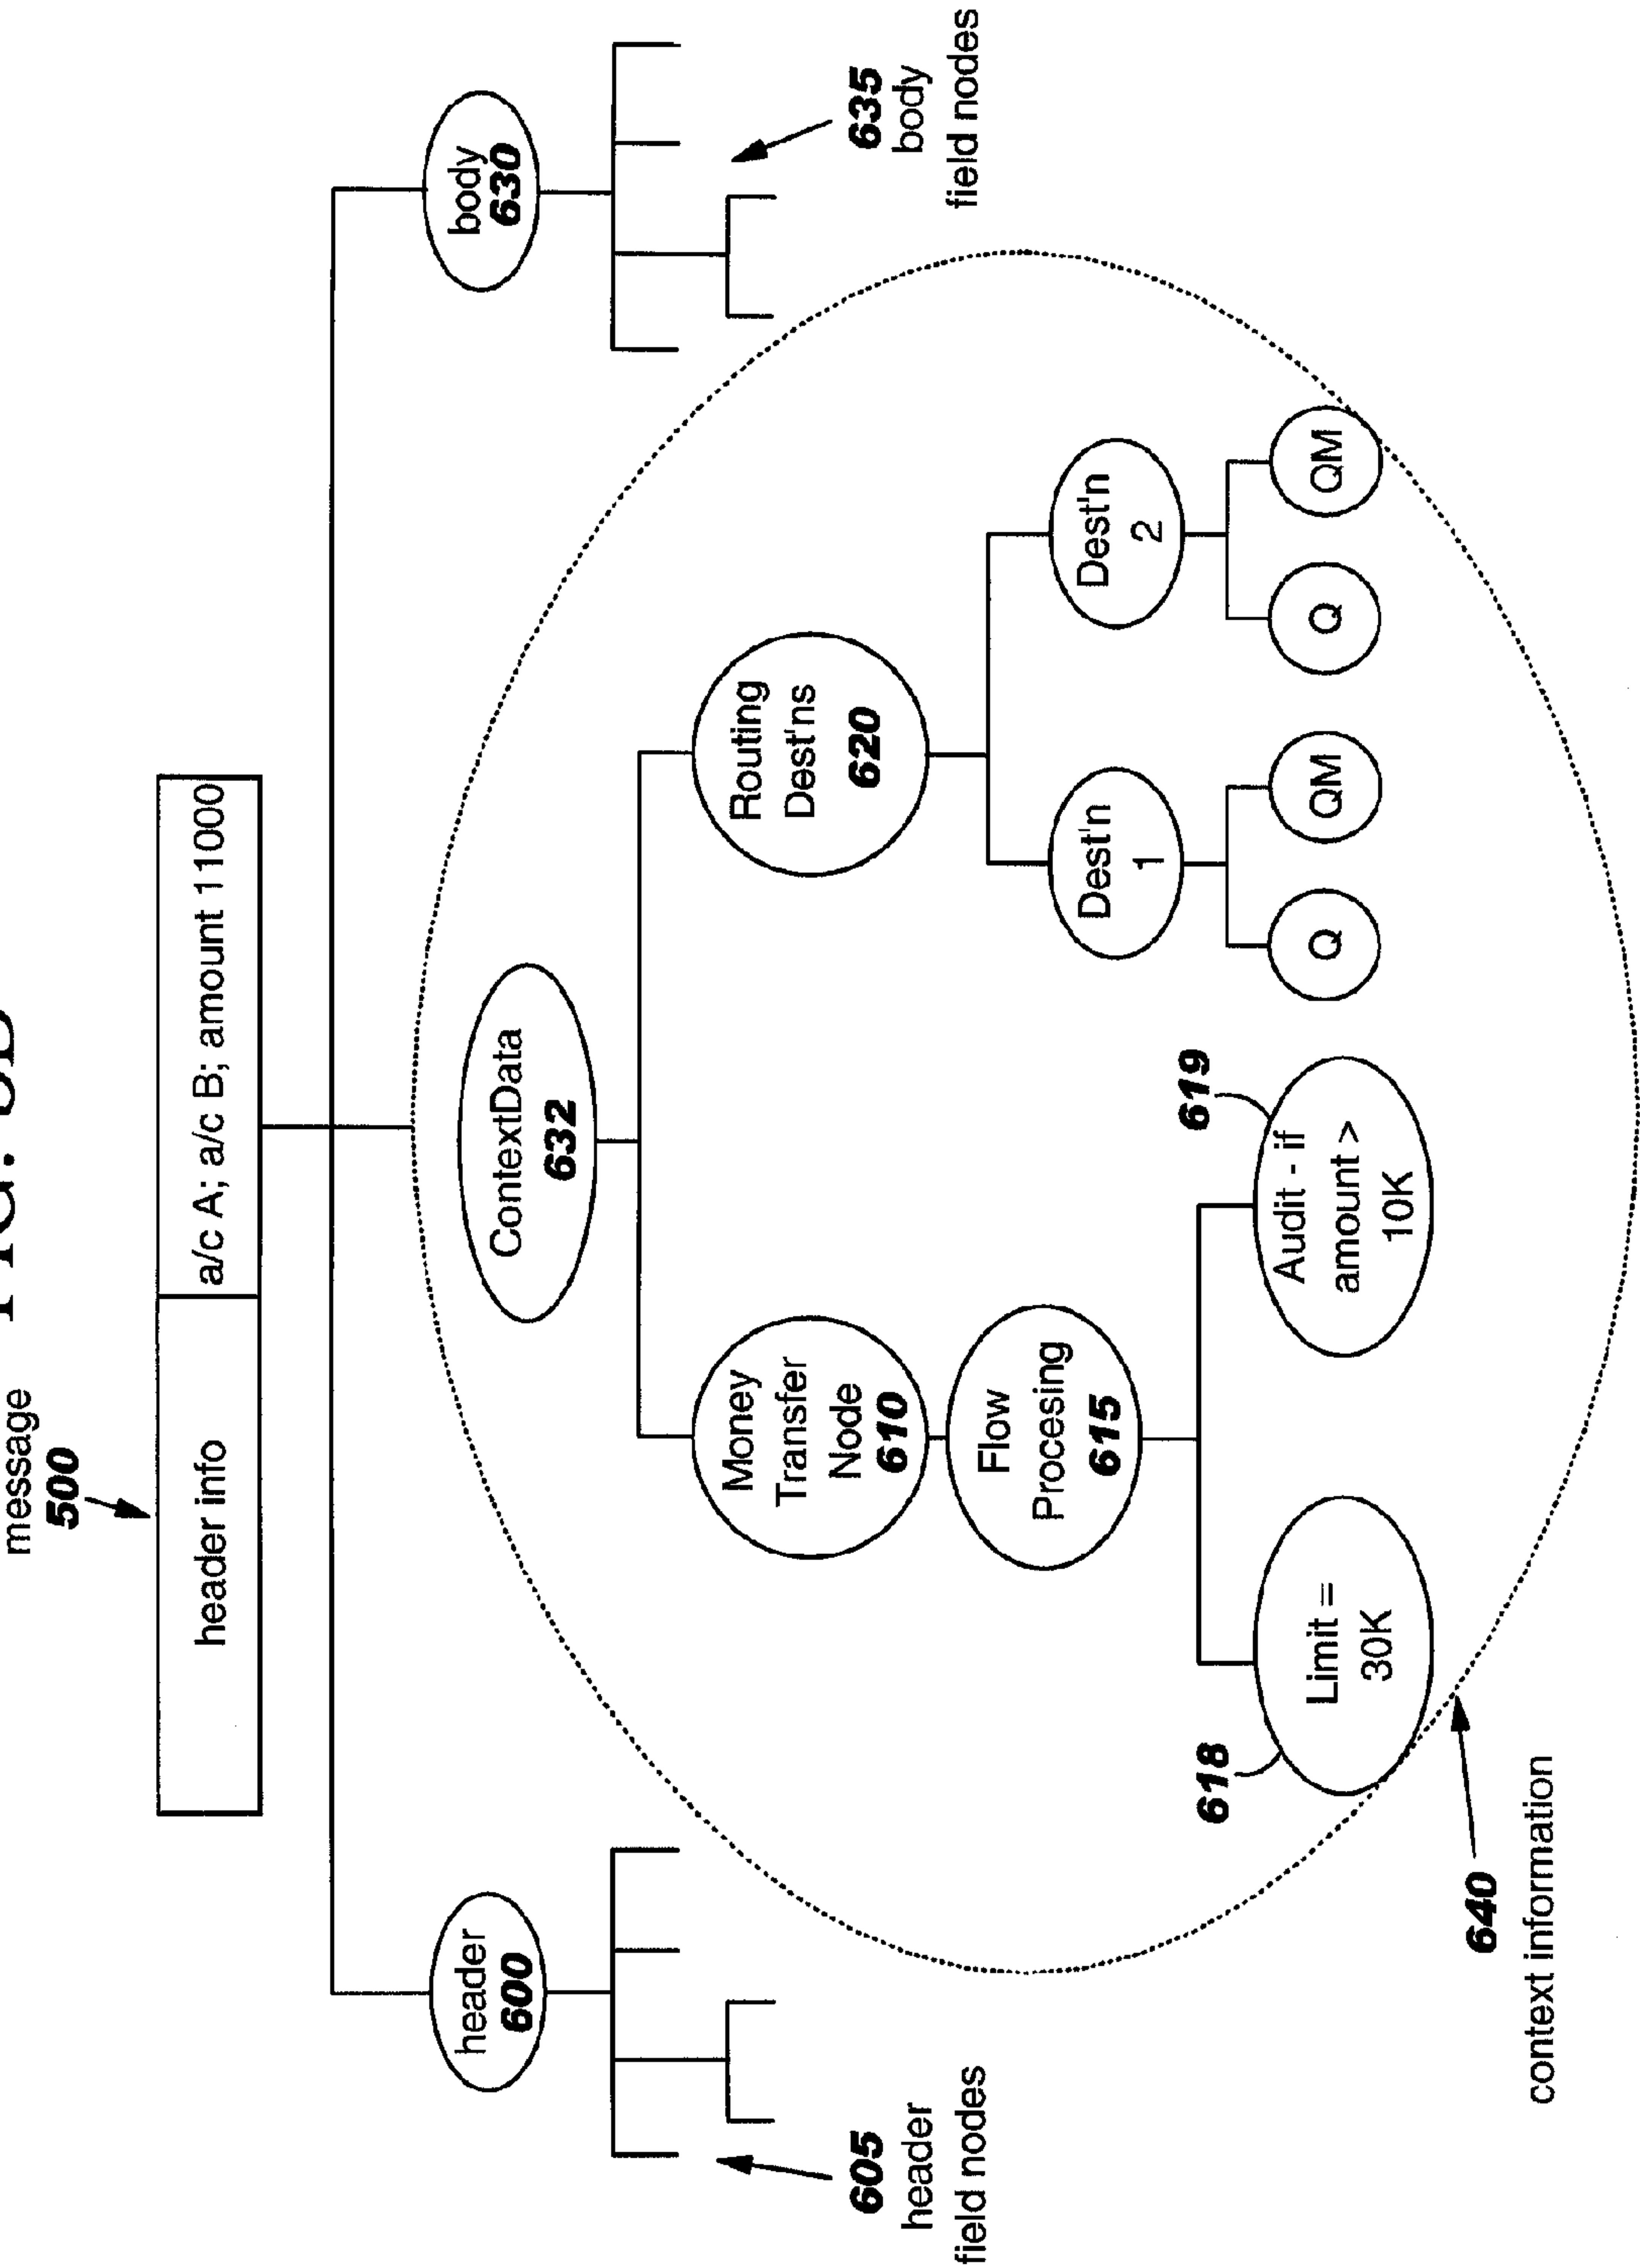 message
500
header info
a/c A; a/c B; amount 11000
header
600
605
header
field nodes
ContextData
632
body
630
635
body
field nodes
Money
Transfer
Node
610
Flow
Procesing
615
Limit =
30K
618
Audit - if
amount >
10K
619
Routing
Dest'ns
620
Dest'n
1
Q
QM
Dest'n
2
Q
QM
640
context information